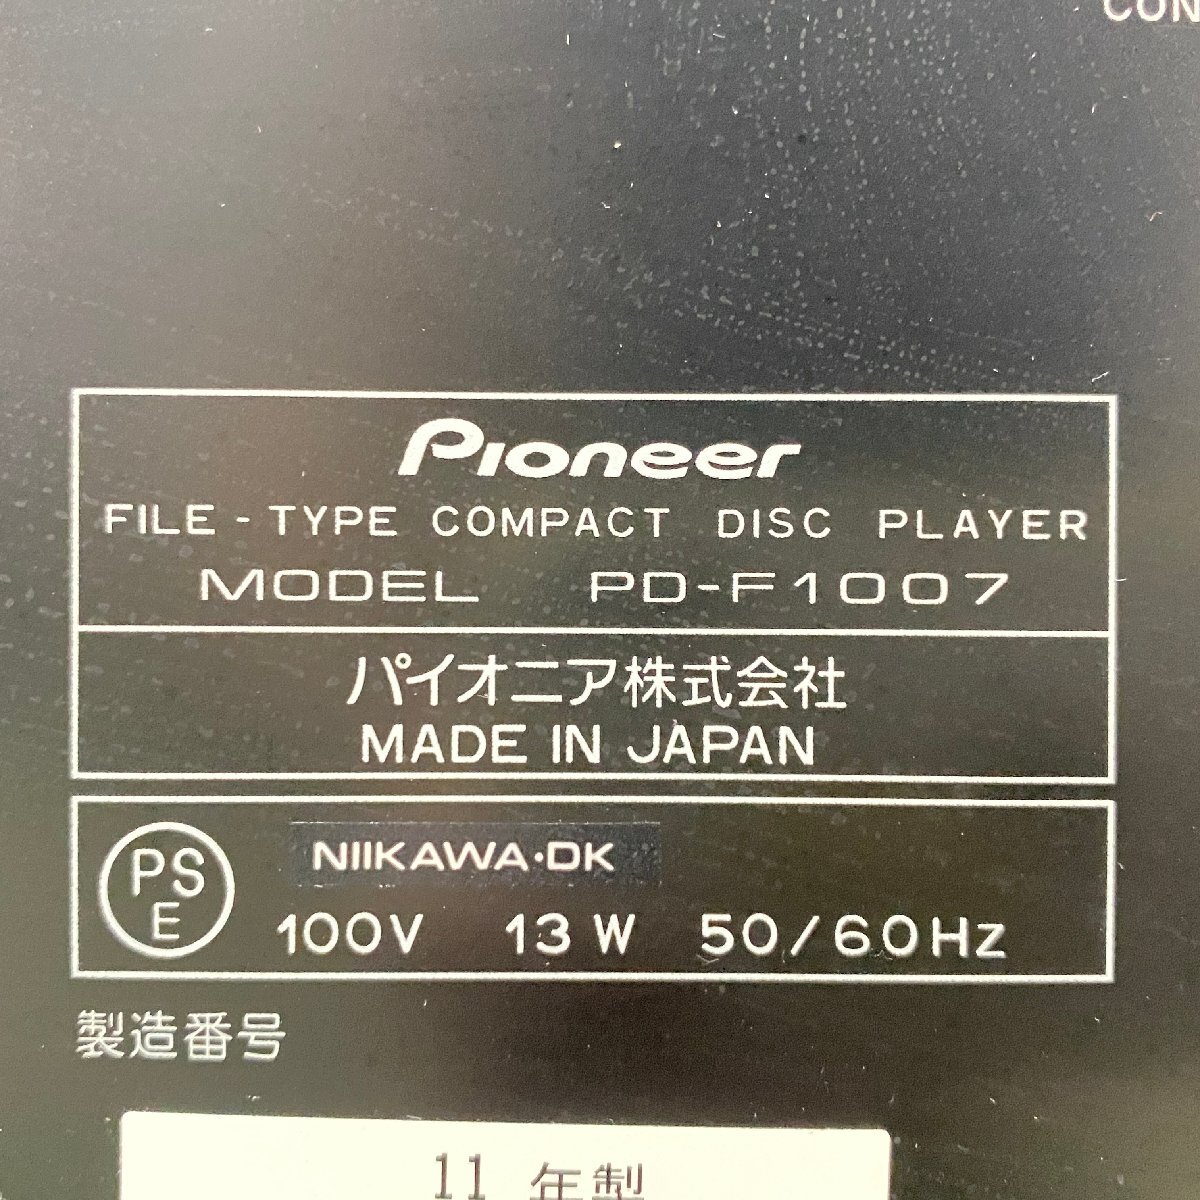 CON
Pioneer
FILE-TYPE COMPACT DISC PLAYER
MODEL PD-F1007
パイオニア株式会社
MADE IN JAPAN
PS
E
NIIKAWA·DK
100V 13W 50/60Hz
製造番号
11 年製